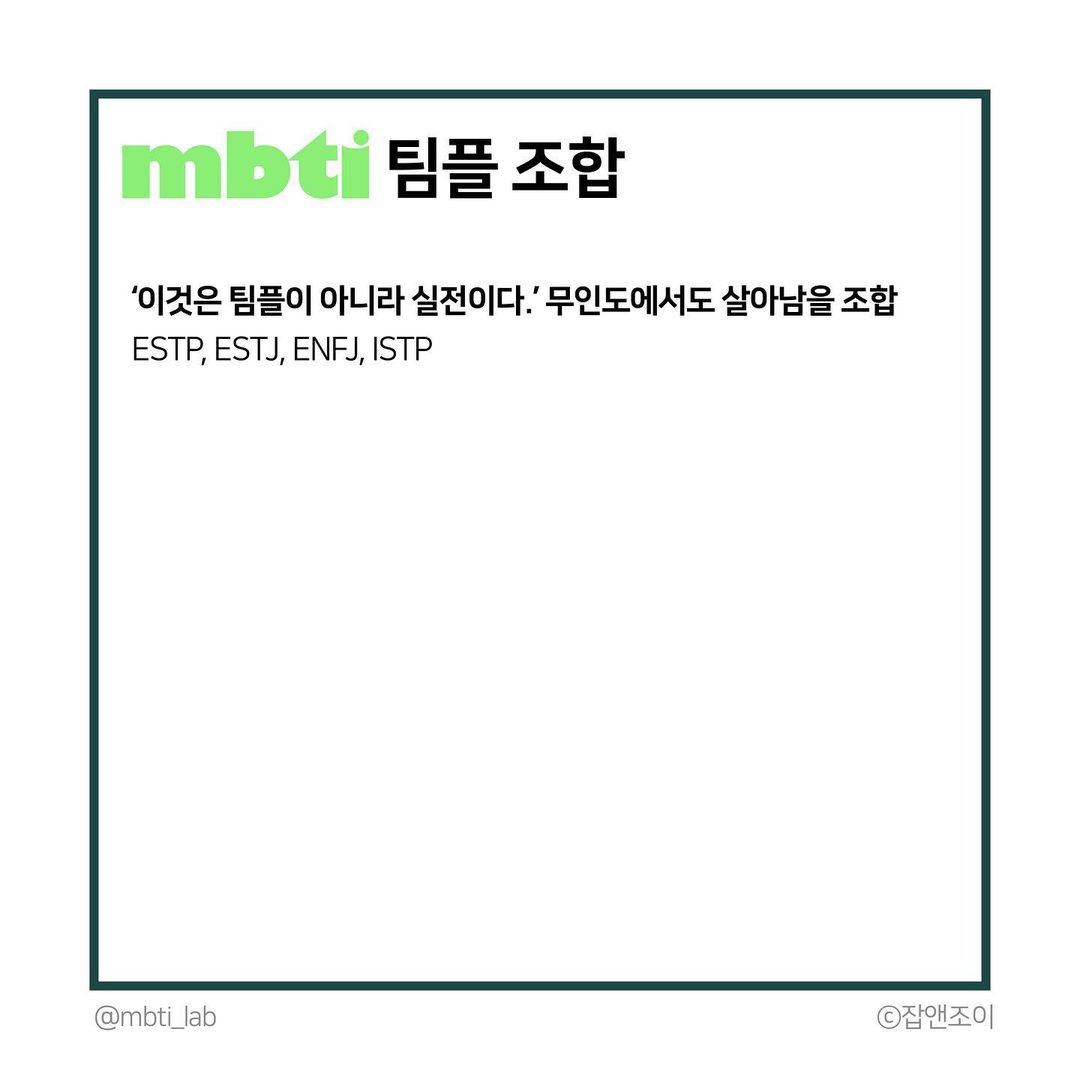 mbti 팀플 조합
‘이것은 팀플이 아니라 실전이다.’ 무인도에서도 살아남을 조합
ESTP, ESTJ, ENFJ, ISTP
@mbti_lab
ⓒ잡앤조이